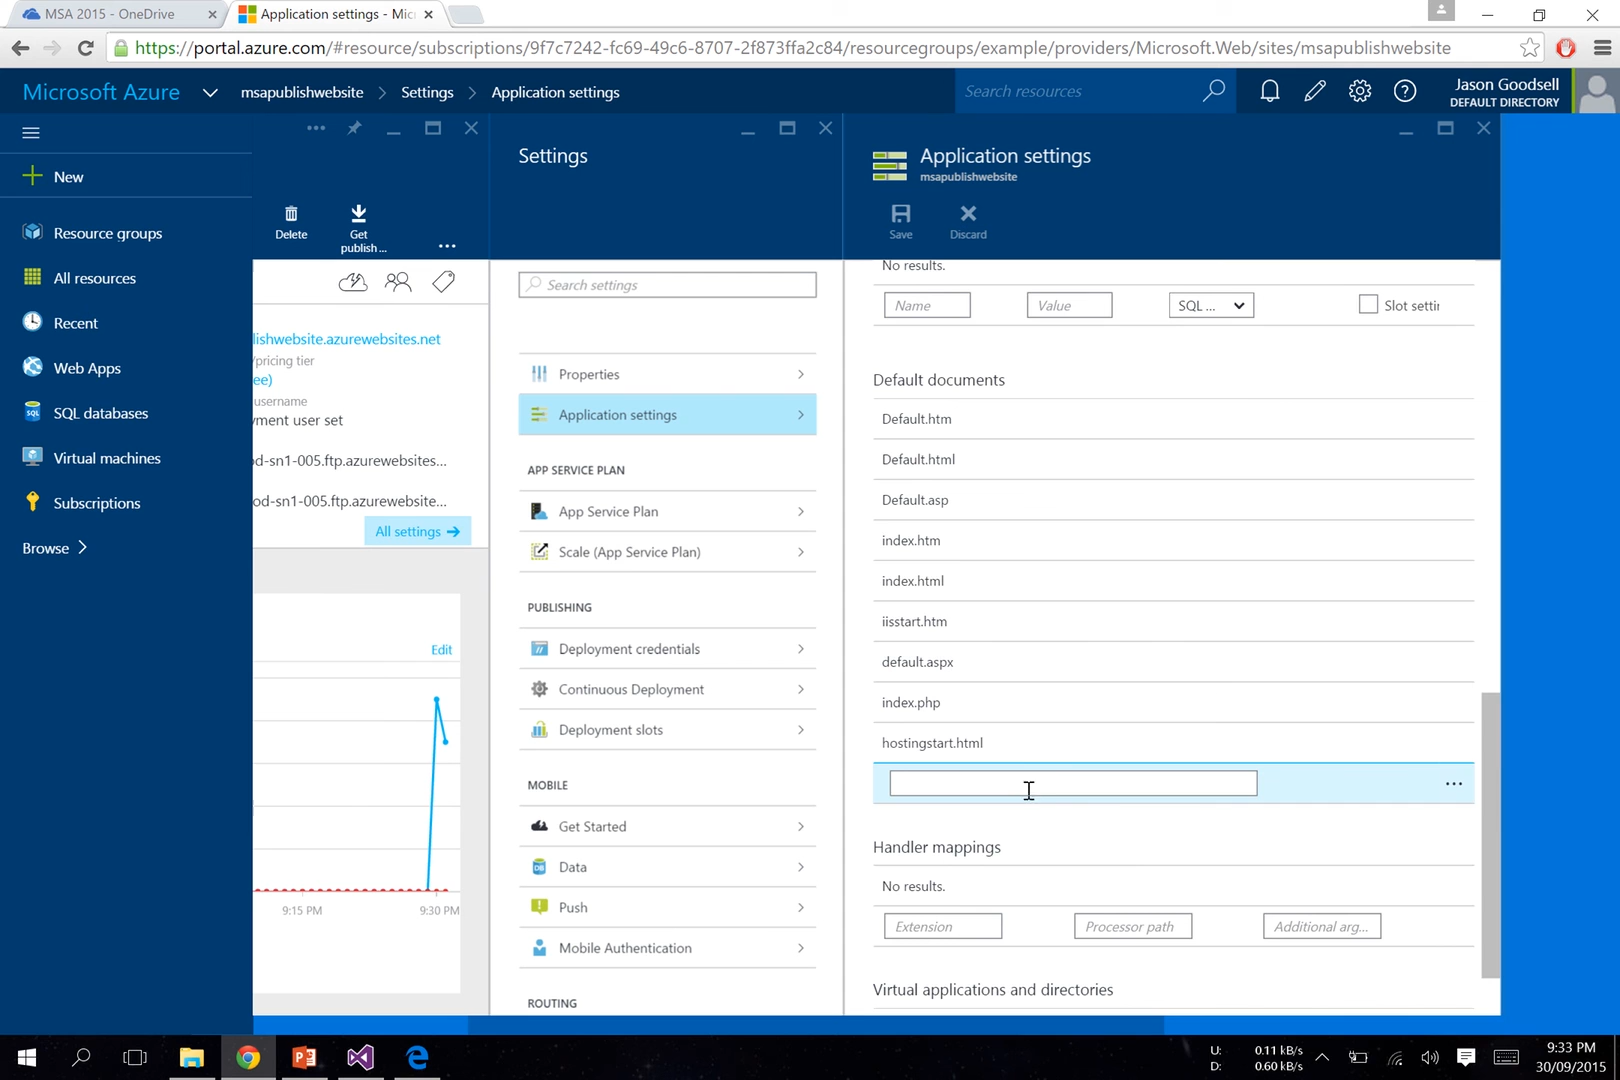 MSA 2015 - OneDrive
Application settings - Mic
https://portal.azure.com/#resource/subscriptions/9f7c7242-fc69-49c6-8707-2f873ffa2c84/resourcegroups/example/providers/Microsoft.Web/sites/msapublishwebsite
Microsoft Azure
msapublishwebsite > Settings > Application settings
Search resources
Jason Goodsell
DEFAULT DIRECTORY
New
Resource groups
All resources
Recent
Web Apps
SQL databases
Virtual machines
Subscriptions
Browse >
Delete
Get
publish ...
lishwebsite.azurewebsites.net
/pricing tier
ee)
username
yment user set
od-sn1-005.ftp.azurewebsites...
od-sn1-005.ftp.azurewebsite...
All settings →
Edit
9:15 PM
9:30 PM
Settings
Search settings
Properties
Application settings
APP SERVICE PLAN
App Service Plan
Scale (App Service Plan)
PUBLISHING
Deployment credentials
Continuous Deployment
Deployment slots
MOBILE
Get Started
Data
Push
Mobile Authentication
ROUTING
Application settings
msapublishwebsite
Save
Discard
No results.
Name
Value
SQL ...
Slot settin
Default documents
Default.htm
Default.html
Default.asp
index.htm
index.html
iisstart.htm
default.aspx
index.php
hostingstart.html
...
Handler mappings
No results.
Extension
Processor path
Additional arg...
Virtual applications and directories
U: 0.11 kB/s
D: 0.60 kB/s
9:33 PM
30/09/2015